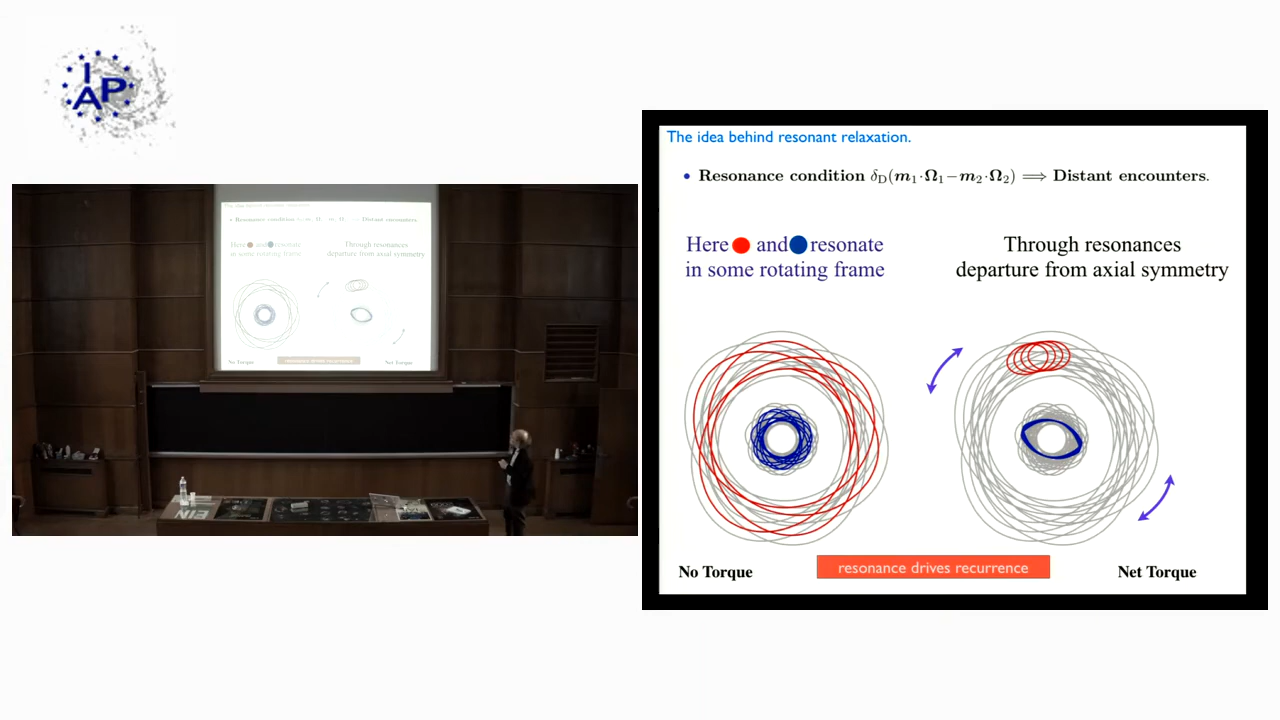 IAP
The idea behind resonant relaxation.
• Resonance condition δ_D(m₁·Ω₁−m₂·Ω₂) ⟹ Distant encounters.
Here and resonate
in some rotating frame
Through resonances
departure from axial symmetry
No Torque
resonance drives recurrence
Net Torque